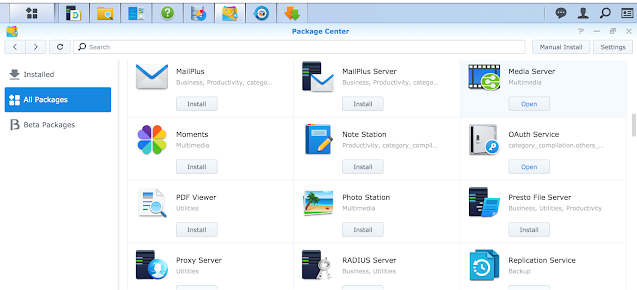 Package Center
Search
Manual Install
Settings
Installed
All Packages
Beta Packages
MailPlus
Business, Productivity, catego...
Install
MailPlus Server
Business, Productivity, catego...
Install
Media Server
Multimedia
Open
Moments
Multimedia
Install
Note Station
Productivity, category_compil...
Install
OAuth Service
category_compilation.others_...
Open
PDF Viewer
Utilities
Install
Photo Station
Multimedia
Install
Presto File Server
Business, Utilities, Productivity
Install
Proxy Server
Utilities
RADIUS Server
Business, Utilities
Replication Service
Backup